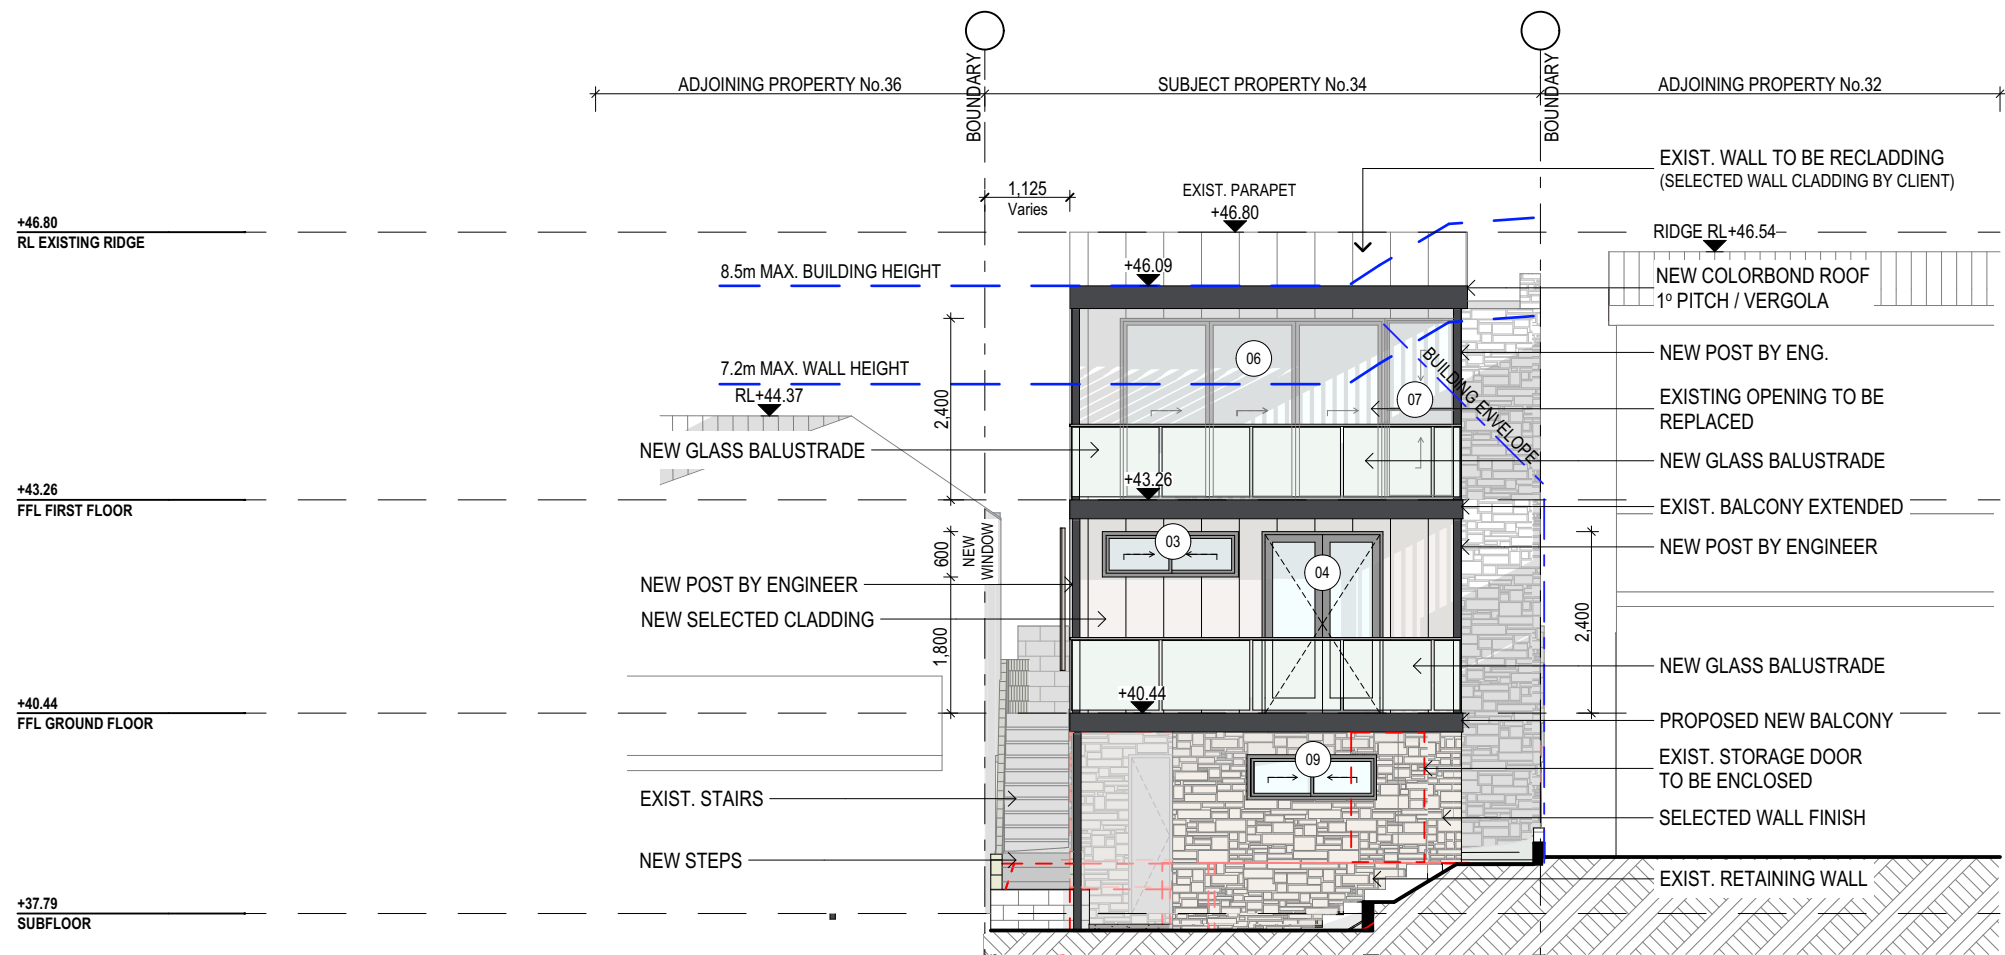 BOUNDARY
BOUNDARY
ADJOINING PROPERTY No.36
SUBJECT PROPERTY No.34
ADJOINING PROPERTY No.32
EXIST. WALL TO BE RECLADDING
(SELECTED WALL CLADDING BY CLIENT)
1,125
Varies
EXIST. PARAPET
+46.80
+46.80
RL EXISTING RIDGE
RIDGE RL+46.54
8.5m MAX. BUILDING HEIGHT
+46.09
NEW COLORBOND ROOF
1º PITCH / VERGOLA
06
NEW POST BY ENG.
7.2m MAX. WALL HEIGHT
RL+44.37
2,400
07
BUILDING ENVELOPE
EXISTING OPENING TO BE
REPLACED
NEW GLASS BALUSTRADE
NEW GLASS BALUSTRADE
+43.26
+43.26
FFL FIRST FLOOR
EXIST. BALCONY EXTENDED
600
NEW
WINDOW
03
NEW POST BY ENGINEER
04
NEW POST BY ENGINEER
NEW SELECTED CLADDING
1,800
2,400
NEW GLASS BALUSTRADE
+40.44
+40.44
FFL GROUND FLOOR
PROPOSED NEW BALCONY
09
EXIST. STORAGE DOOR
TO BE ENCLOSED
EXIST. STAIRS
SELECTED WALL FINISH
NEW STEPS
EXIST. RETAINING WALL
+37.79
SUBFLOOR